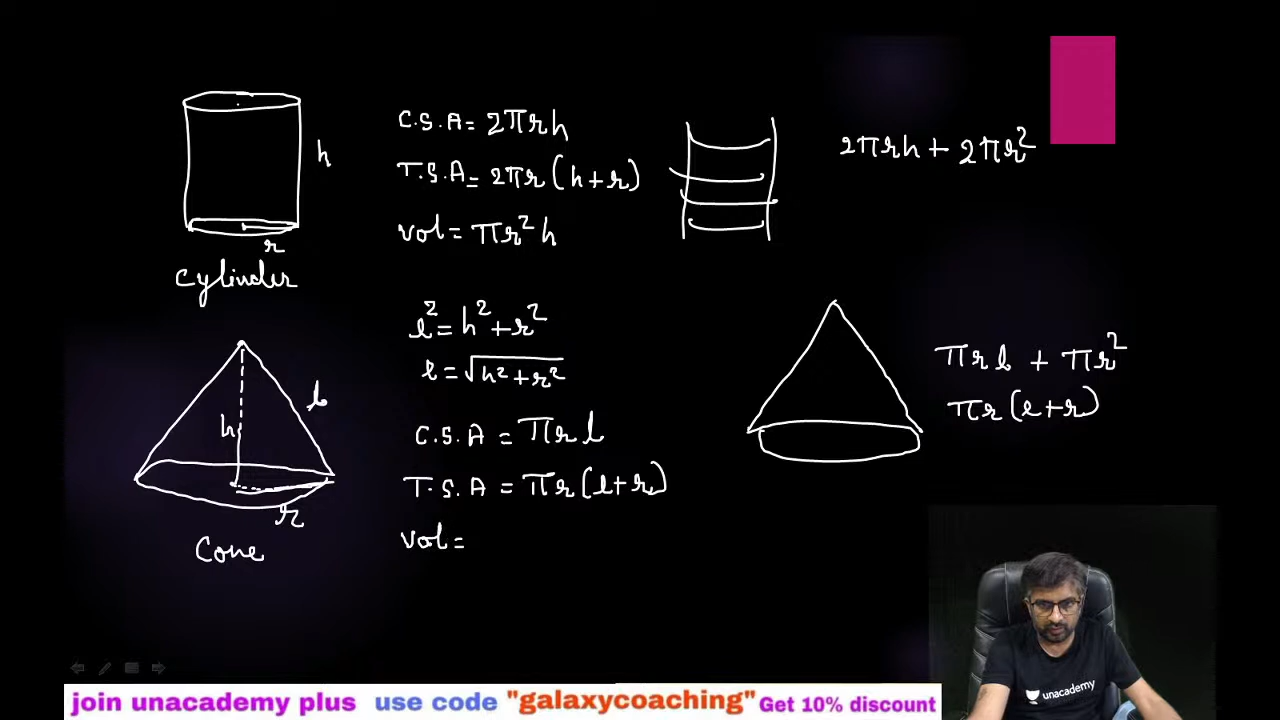 C.S.A = 2πrh
h
T.S.A = 2πr(h+r)
2πrh + 2πr²
vol = πr²h
r
Cylinder
l² = h² + r²
l = √h² + r²
l
h
C.S.A = πrl
πrl + πr²
πr(l+r)
T.S.A = πr(l+r)
r
Cone
vol =
unacademy
join unacademy plus use code "galaxycoaching" Get 10% discount